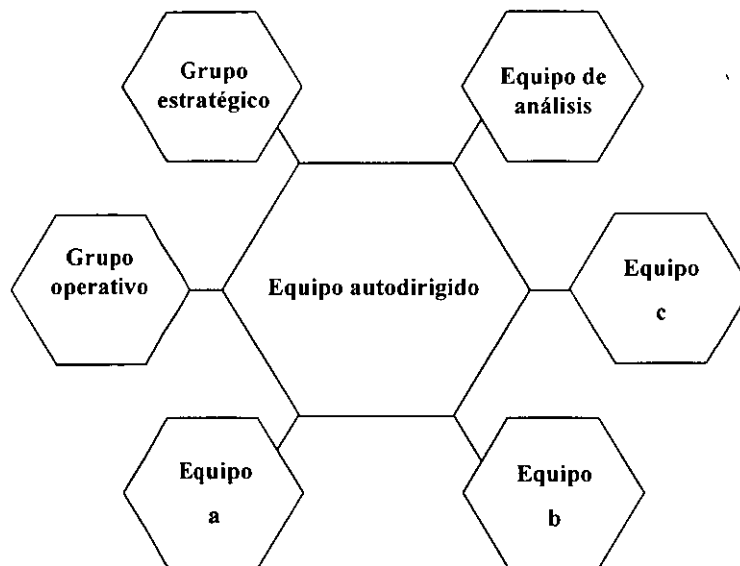 Grupo
estratégico
Equipo de
análisis
Grupo
operativo
Equipo autodirigido
Equipo
c
Equipo
a
Equipo
b